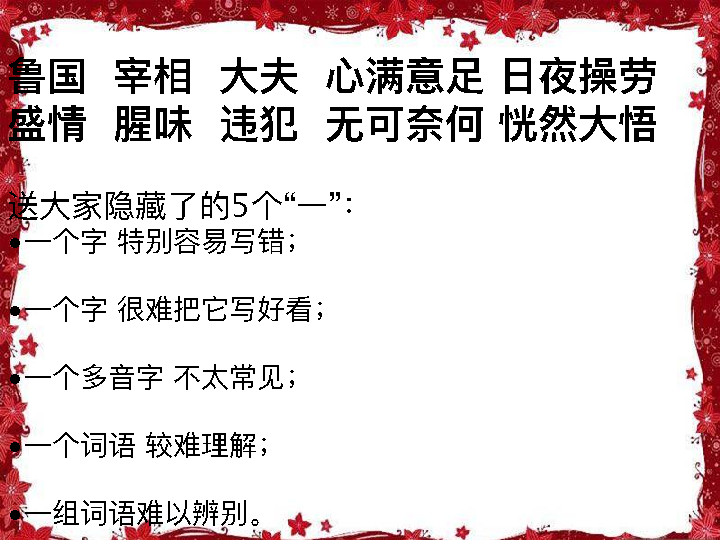 鲁国 宰相 大夫 心满意足 日夜操劳
盛情 腥味 违犯 无可奈何 恍然大悟
送大家隐藏了的5个“一”：
•一个字 特别容易写错；
•一个字 很难把它写好看；
•一个多音字 不太常见；
•一个词语 较难理解；
•一组词语难以辨别。